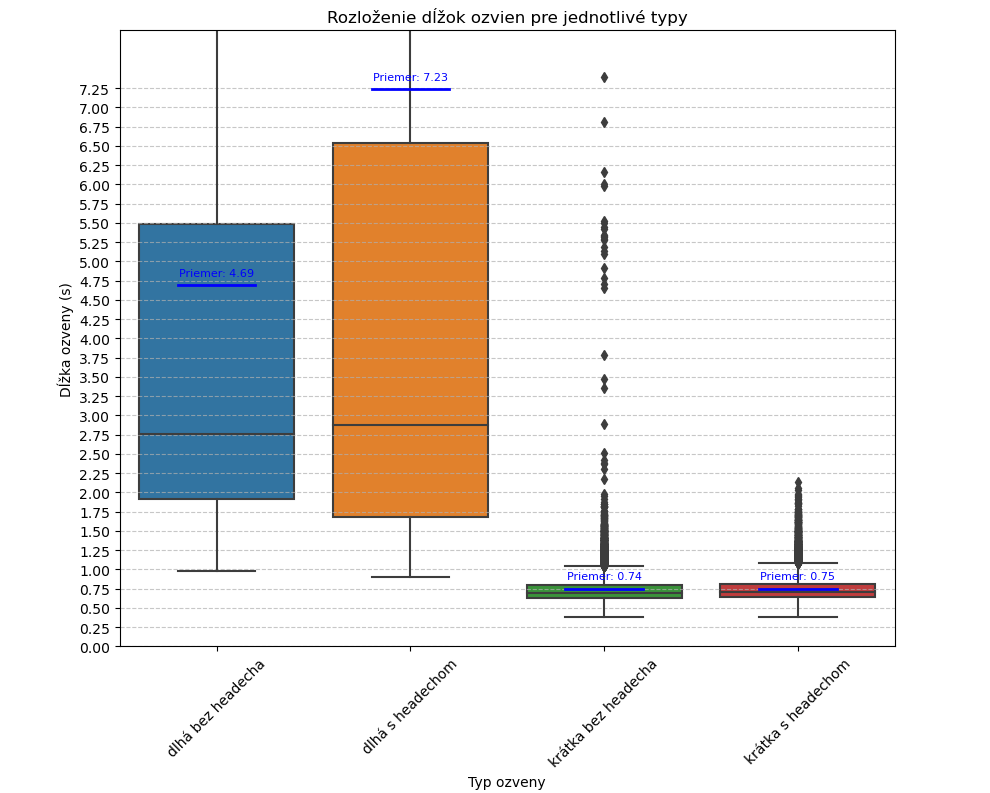 Rozloženie dĺžok ozvien pre jednotlivé typy
Dĺžka ozveny (s)
7.25
7.00
6.75
6.50
6.25
6.00
5.75
5.50
5.25
5.00
4.75
4.50
4.25
4.00
3.75
3.50
3.25
3.00
2.75
2.50
2.25
2.00
1.75
1.50
1.25
1.00
0.75
0.50
0.25
0.00
Priemer: 4.69
Priemer: 7.23
Priemer: 0.74
Priemer: 0.75
dlhá bez headecha
dlhá s headechom
krátka bez headecha
krátka s headechom
Typ ozveny